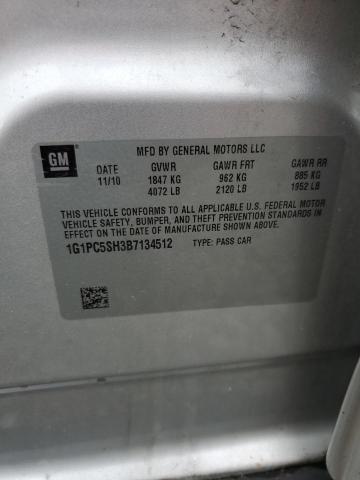 GM
MFD BY GENERAL MOTORS LLC
DATE GVWR GAWR FRT GAWR RR
11/10 1847 KG 962 KG 885 KG
4072 LB 2120 LB 1952 LB
THIS VEHICLE CONFORMS TO ALL APPLICABLE U.S. FEDERAL MOTOR
VEHICLE SAFETY, BUMPER, AND THEFT PREVENTION STANDARDS IN
EFFECT ON THE DATE OF MANUFACTURE SHOWN ABOVE.
1G1PC5SH3B7134512 TYPE: PASS CAR